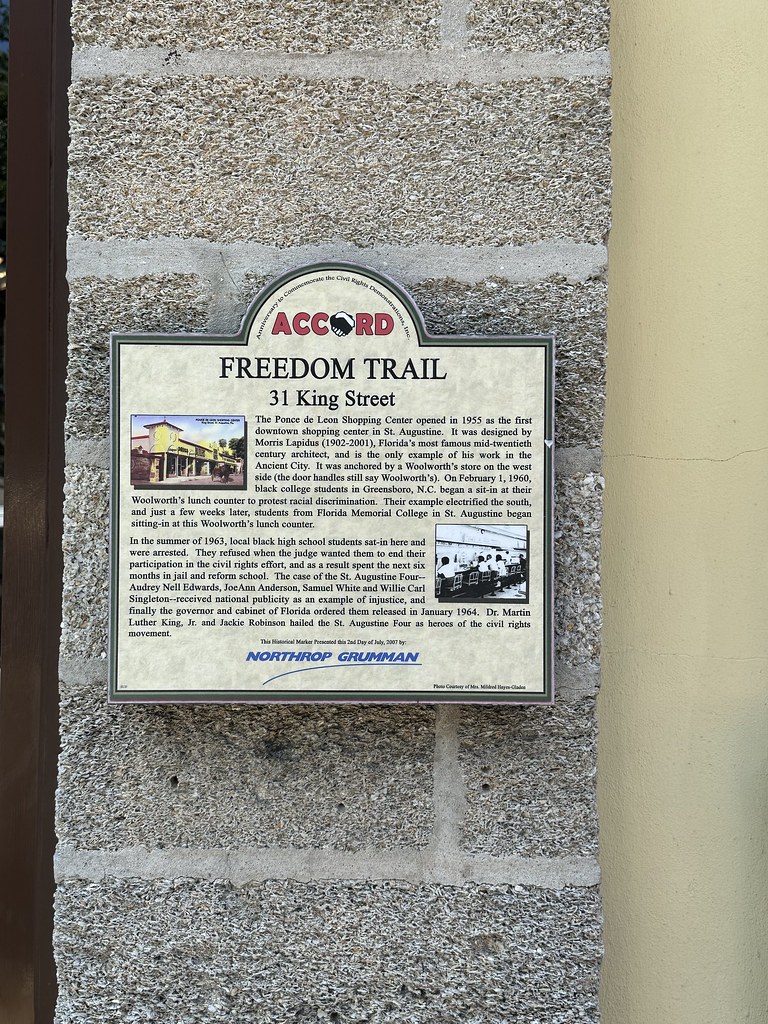 Anniversary to Commemorate the Civil Rights Demonstrations, Inc.
ACCORD
FREEDOM TRAIL
31 King Street
The Ponce de Leon Shopping Center opened in 1955 as the first
downtown shopping center in St. Augustine. It was designed by
Morris Lapidus (1902-2001), Florida's most famous mid-twentieth
century architect, and is the only example of his work in the
Ancient City. It was anchored by a Woolworth's store on the west
side (the door handles still say Woolworth's). On February 1, 1960,
black college students in Greensboro, N.C. began a sit-in at their
Woolworth's lunch counter to protest racial discrimination. Their example electrified the south,
and just a few weeks later, students from Florida Memorial College in St. Augustine began
sitting-in at this Woolworth's lunch counter.
In the summer of 1963, local black high school students sat-in here and
were arrested. They refused when the judge wanted them to end their
participation in the civil rights effort, and as a result spent the next six
months in jail and reform school. The case of the St. Augustine Four--
Audrey Nell Edwards, JoeAnn Anderson, Samuel White and Willie Carl
Singleton--received national publicity as an example of injustice, and
finally the governor and cabinet of Florida ordered them released in January 1964. Dr. Martin
Luther King, Jr. and Jackie Robinson hailed the St. Augustine Four as heroes of the civil rights
movement.
This Historical Marker Presented this 2nd Day of July, 2007 by:
NORTHROP GRUMMAN
Photo Courtesy of Mrs. Mildred Hayes-Gladon